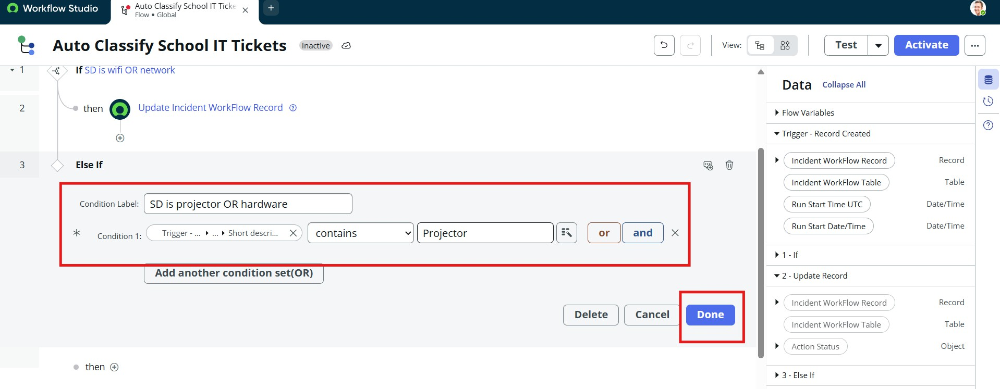 Workflow Studio
Auto Classify School IT Ticke
Flow • Global
Auto Classify School IT Tickets
Inactive
View:
Test
Activate
1
If SD is wifi OR network
2
then
Update Incident WorkFlow Record
3
Else If
Condition Label:
SD is projector OR hardware
* Condition 1:
Trigger - ... ▸ ... ▸ Short descri...
contains
Projector
or
and
Add another condition set(OR)
Delete
Cancel
Done
then
Data
Collapse All
Flow Variables
Trigger - Record Created
Incident WorkFlow Record
Record
Incident WorkFlow Table
Table
Run Start Time UTC
Date/Time
Run Start Date/Time
Date/Time
1 - If
2 - Update Record
Incident WorkFlow Record
Record
Incident WorkFlow Table
Table
Action Status
Object
3 - Else If